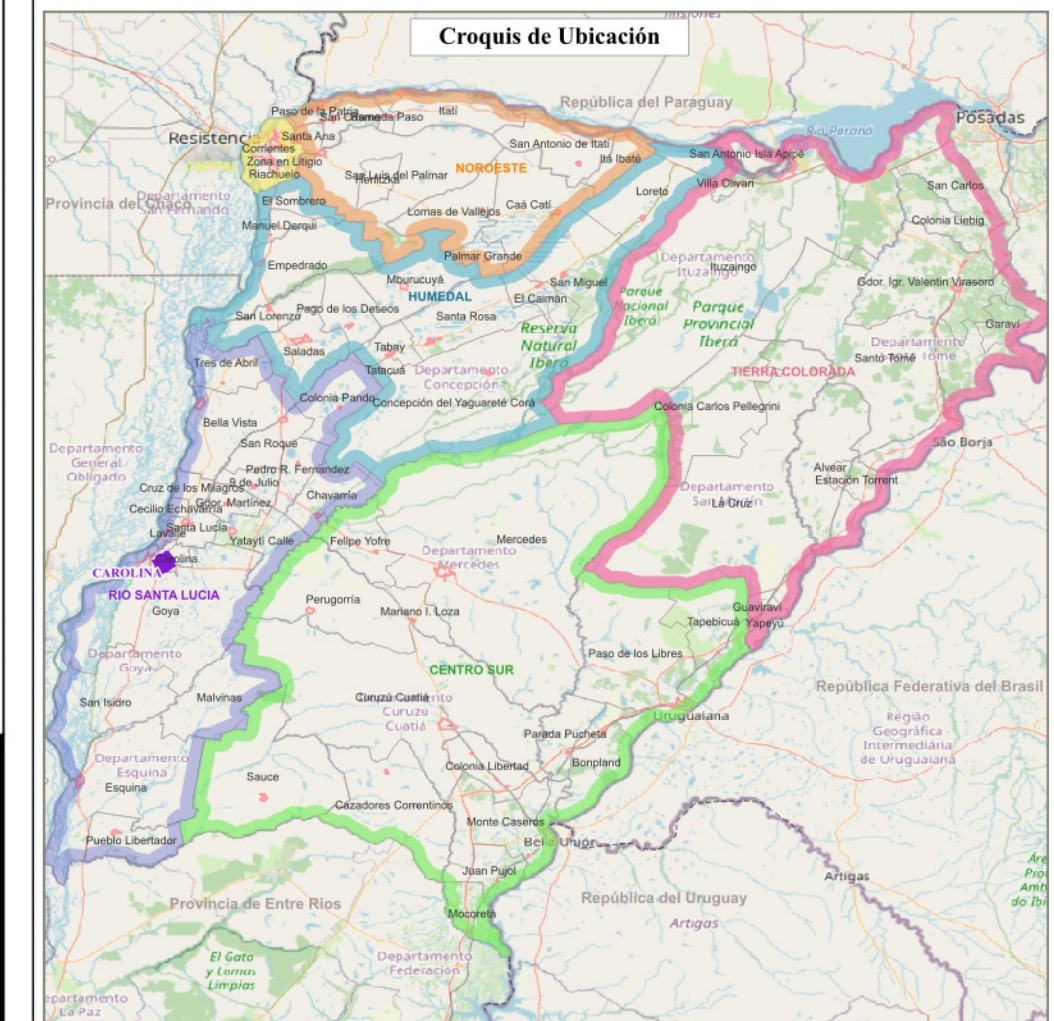 Croquis de Ubicación
Misiones
República del Paraguay
Paso de la Patria
Itatí
Posadas
Resistencia
Santa Ana
Río Paraná
Corrientes
San Antonio de Itatí
Zona en Litigio
Itá Ibaté
San Antonio Isla Apipé
CAPITAL
NOROESTE
Riachuelo
San Luis del Palmar
Herlitzka
Villa Olivari
San Carlos
Departamento
San Fernando
Loreto
Provincia del Chaco
El Sombrero
Caá Catí
Lomas de Vallejos
Colonia Liebig
Manuel Derqui
Palmar Grande
Departamento
Ituzaingó
Ituzaingó
Empedrado
Mburucuyá
San Miguel
Gdor. Igr. Valentin Virasoro
Parque
Nacional
Iberá
HUMEDAL
El Caimán
Parque
Provincial
Iberá
Pago de los Deseos
San Lorenzo
Santa Rosa
Reserva
Natural
Iberá
Garaví
Tabay
Saladas
Santo Tomé
Tres de Abril
Tatacuá
Departamento
Concepción
TIERRA COLORADA
Colonia Pando
Concepción del Yaguareté Corá
Colonia Carlos Pellegrini
Bella Vista
San Roque
São Borja
Departamento
General
Obligado
Pedro R. Fernández
Alvear
9 de Julio
Estación Torrent
Cruz de los Milagros
Chavarría
Departamento
San Martín
Gdor. Martínez
La Cruz
Cecilio Echavarría
Santa Lucía
Lavalle
Yatayti Calle
Felipe Yofre
Mercedes
Departamento
Mercedes
Carolina
CAROLINA
RIO SANTA LUCIA
Goya
Perugorría
Mariano I. Loza
Guaviraví
Tapebicuá
Yapeyú
Departamento
Goya
Paso de los Libres
CENTRO SUR
República Federativa del Brasil
San Isidro
Malvinas
Curuzú Cuatiá
Departamento
Curuzú
Cuatiá
Uruguaiana
Região
Geográfica
Intermediária
de Uruguaiana
Parada Pucheta
Departamento
Esquina
Bonpland
Colonia Libertad
Esquina
Sauce
Cazadores Correntinos
Monte Caseros
Pueblo Libertador
Bella Unión
Juan Pujol
Artigas
Provincia de Entre Ríos
República del Uruguay
Mocoretá
Artigas
El Gato
y Lomas
Limpias
Departamento
Federación
Departamento
La Paz